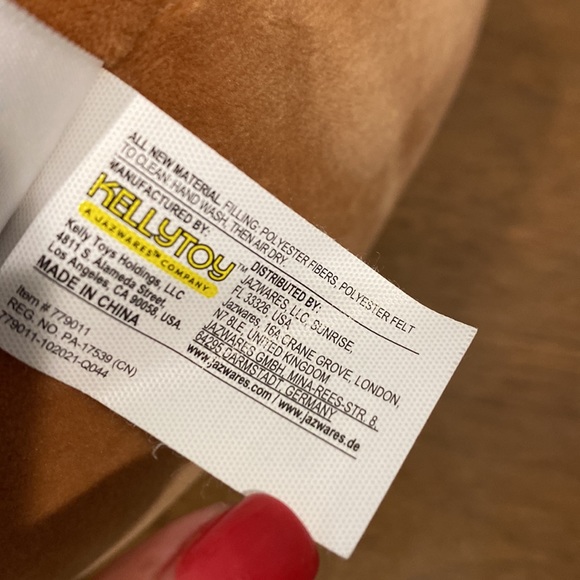 ALL NEW MATERIAL FILLING: POLYESTER FIBERS, POLYESTER FELT
TO CLEAN: HAND WASH, THEN AIR DRY
MANUFACTURED BY:
KELLYTOY™
A JAZWARES™ COMPANY
Kelly Toys Holdings, LLC
4811 S. Alameda Street,
Los Angeles, CA 90058, USA
MADE IN CHINA
Item # 779011
REG. NO. PA-17539 (CN)
779011-102021-Q044
DISTRIBUTED BY:
JAZWARES, LLC, SUNRISE,
FL 33326, USA
Jazwares, 16A CRANE GROVE, LONDON,
N7 8LE, UNITED KINGDOM
JAZWARES GMBH, MINA-REES-STR. 8,
64295 DARMSTADT, GERMANY
www.jazwares.com / www.jazwares.de